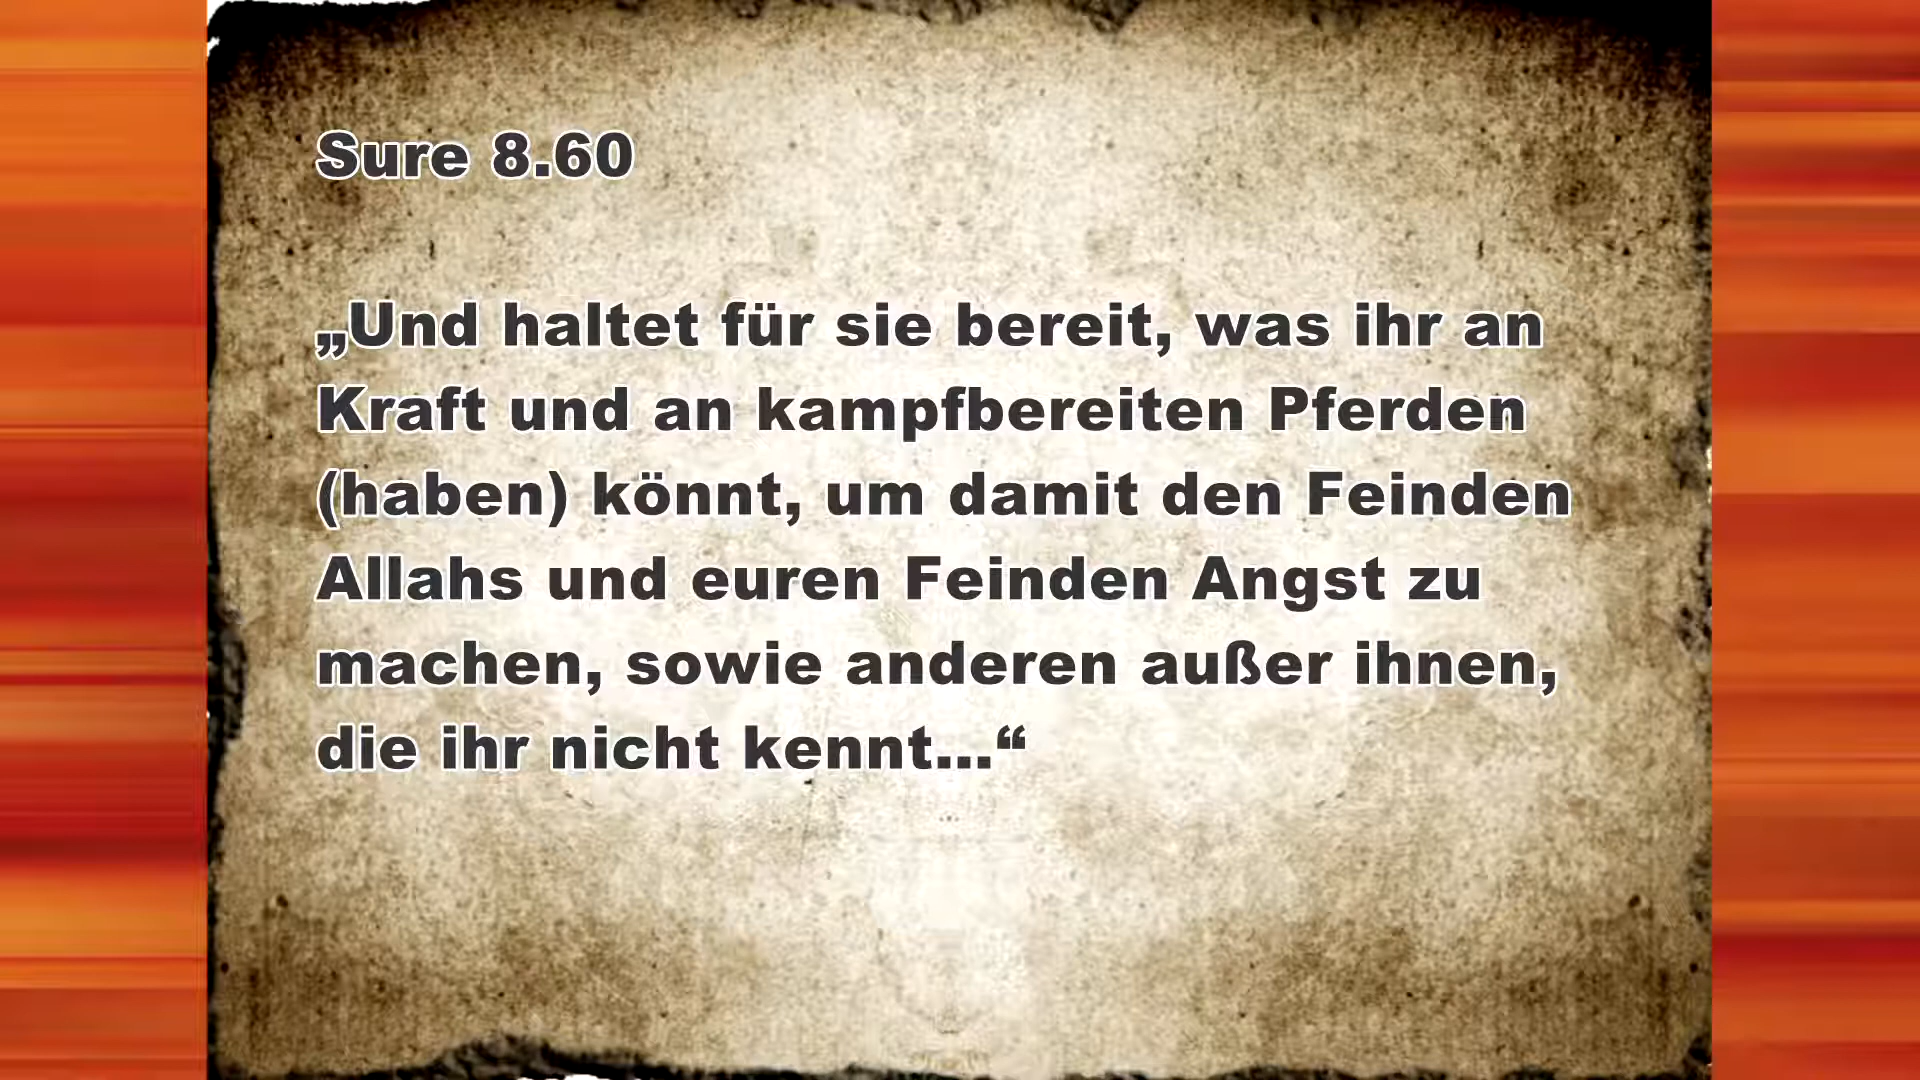 Sure 8.60
„Und haltet für sie bereit, was ihr an
Kraft und an kampfbereiten Pferden
(haben) könnt, um damit den Feinden
Allahs und euren Feinden Angst zu
machen, sowie anderen außer ihnen,
die ihr nicht kennt...“